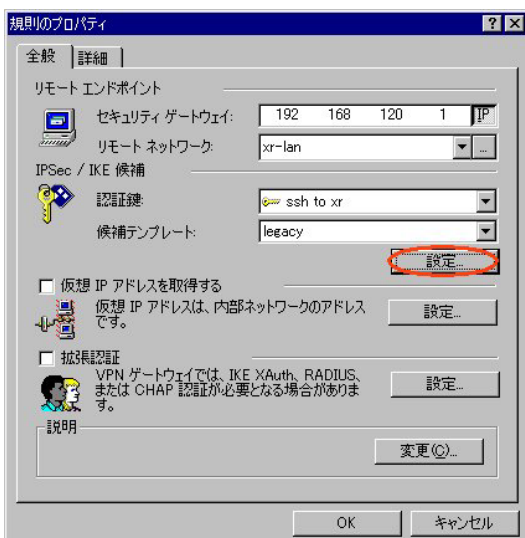 規則のプロパティ
全般 詳細
リモート エンドポイント
セキュリティ ゲートウェイ: 192 168 120 1 IP
リモート ネットワーク: xr-lan ...
IPSec / IKE 候補
認証鍵: ssh to xr
候補テンプレート: legacy
設定...
仮想 IP アドレスを取得する
仮想 IP アドレスは、内部ネットワークのアドレス
です。
設定...
拡張認証
VPN ゲートウェイでは、IKE XAuth、RADIUS、
または CHAP 認証が必要となる場合がありま
す。
設定...
説明
変更(C)...
OK キャンセル